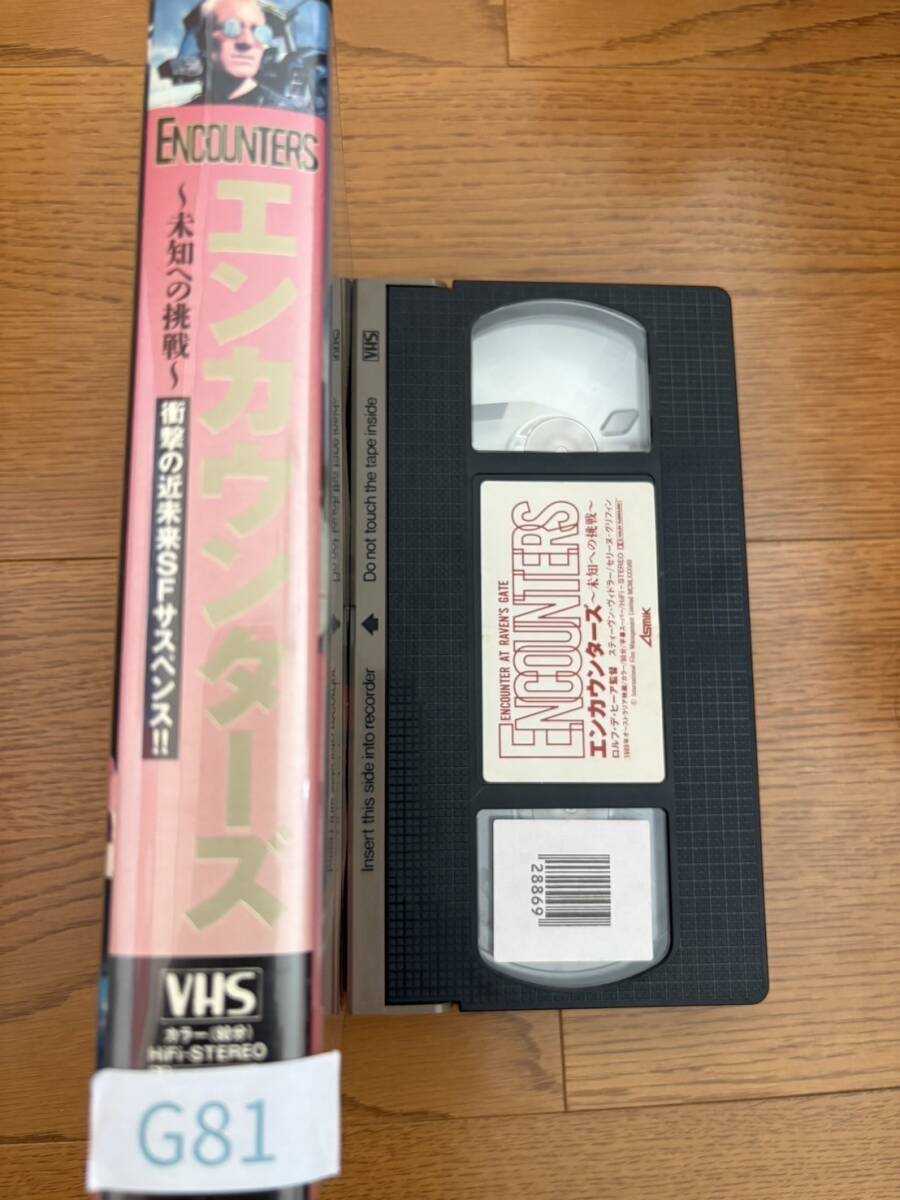 ENCOUNTERS
エンカウンターズ
〜未知への挑戦〜
衝撃の近未来SFサスペンス!!
VHS
カラー(92分)
HiFi-STEREO
G81
VHS
Do not touch the tape inside
Insert this side into recorder
ENCOUNTER AT RAVEN'S GATE
ENCOUNTERS
エンカウンターズ〜未知への挑戦〜
ロルフ・デ・ヒーア監督 スティーヴン・ヴィドラー/セリーヌ・グリフィン
ASMIK
28869